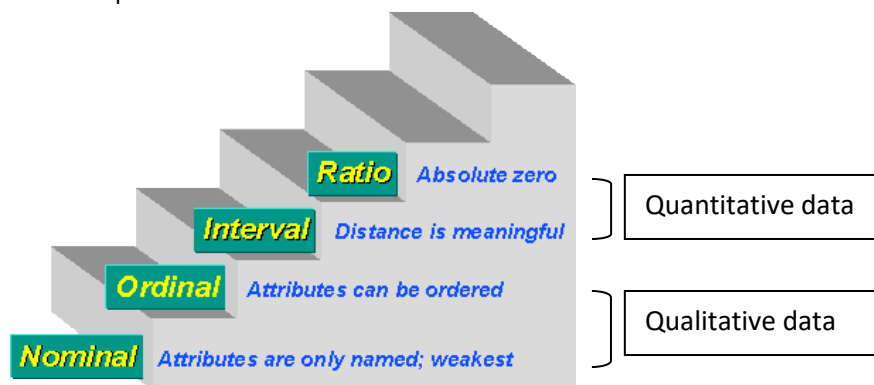 Ratio Absolute zero
Quantitative data
Interval Distance is meaningful
Ordinal Attributes can be ordered
Qualitative data
Nominal Attributes are only named; weakest